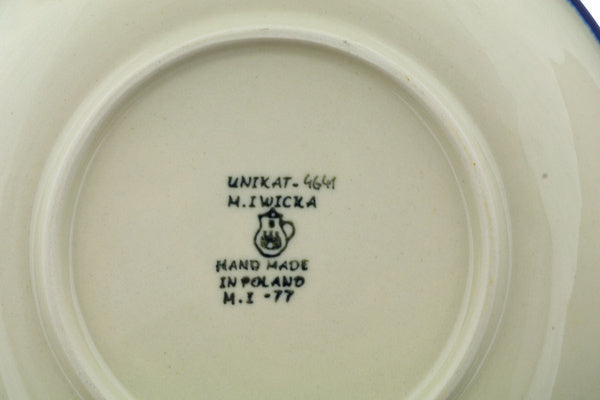 UNIKAT- 4641
M.IWICKA
HAND MADE
IN POLAND
M.I -77